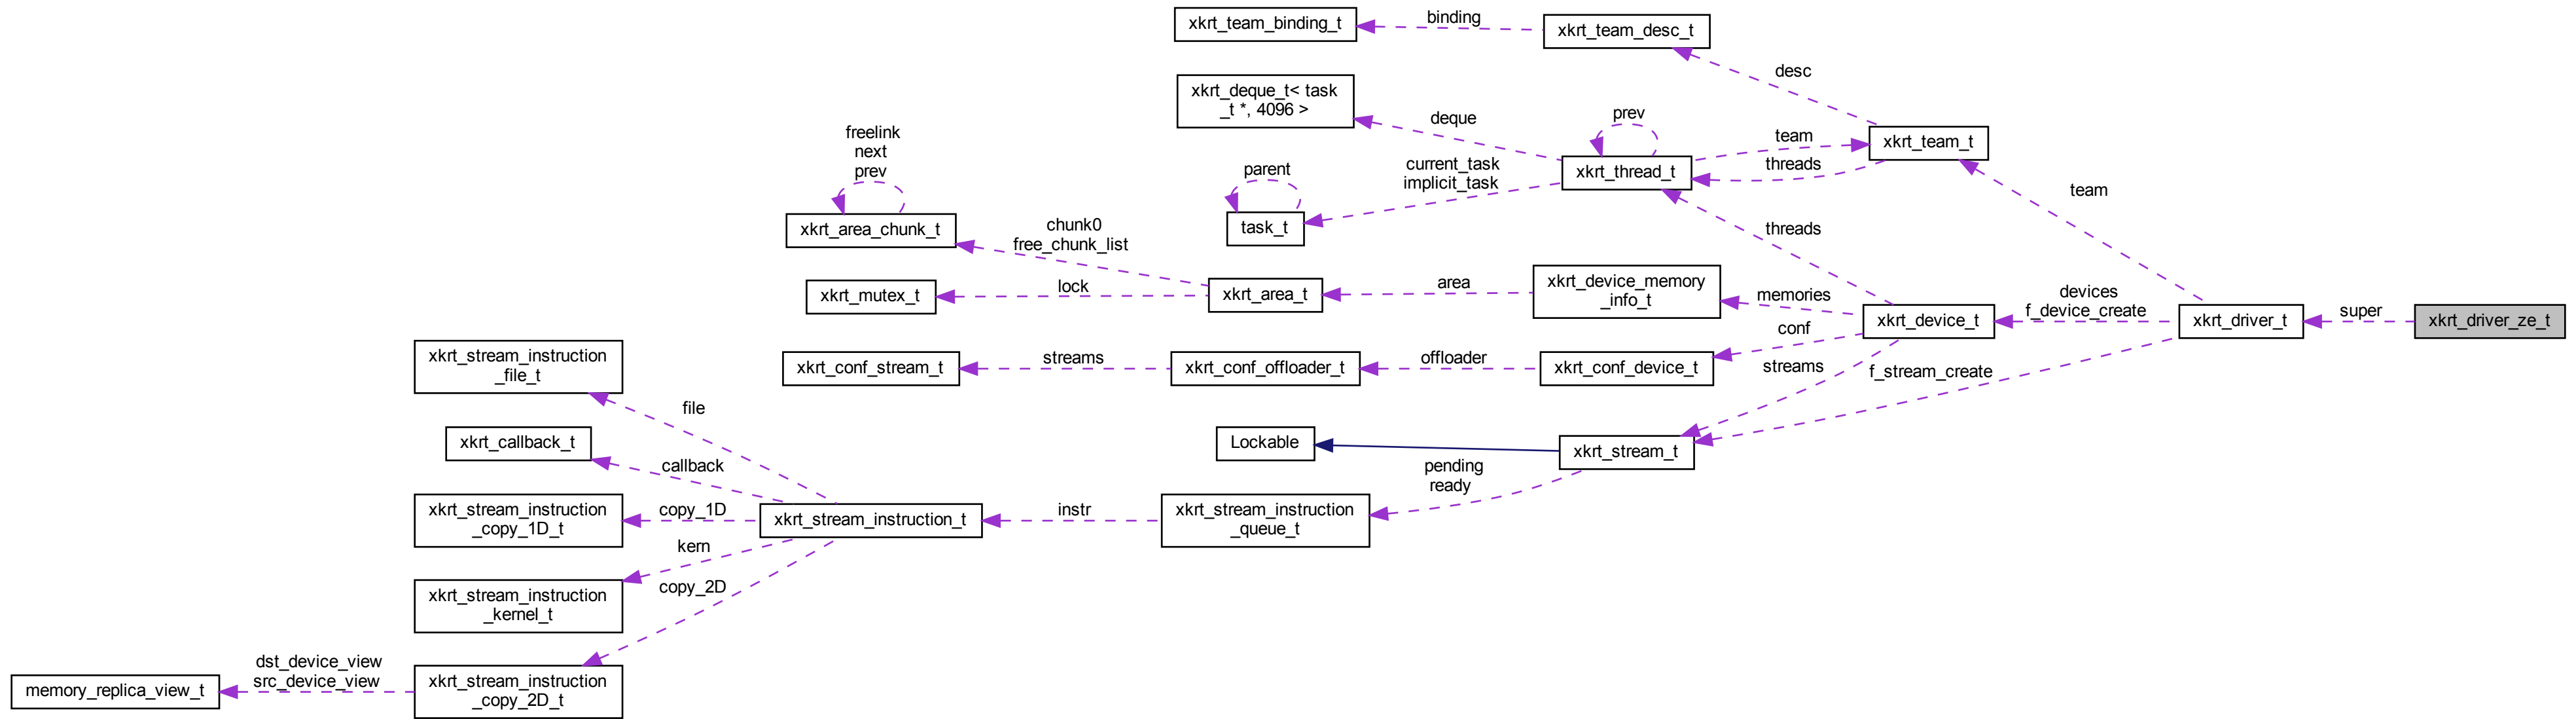 xkrt_team_binding_t
binding
xkrt_team_desc_t
desc
xkrt_deque_t< task
_t *, 4096 >
deque
prev
team
threads
xkrt_team_t
freelink
next
prev
current_task
implicit_task
xkrt_thread_t
parent
task_t
team
xkrt_area_chunk_t
chunk0
free_chunk_list
threads
xkrt_mutex_t
lock
xkrt_area_t
area
xkrt_device_memory
_info_t
memories
xkrt_device_t
devices
f_device_create
xkrt_driver_t
super
xkrt_driver_ze_t
conf
xkrt_stream_instruction
_file_t
xkrt_conf_stream_t
streams
xkrt_conf_offloader_t
offloader
xkrt_conf_device_t
streams
f_stream_create
file
xkrt_callback_t
callback
Lockable
xkrt_stream_t
pending
ready
xkrt_stream_instruction
_copy_1D_t
copy_1D
xkrt_stream_instruction_t
instr
xkrt_stream_instruction
_queue_t
kern
xkrt_stream_instruction
_kernel_t
copy_2D
memory_replica_view_t
dst_device_view
src_device_view
xkrt_stream_instruction
_copy_2D_t